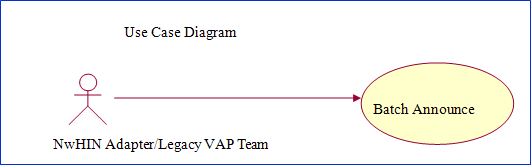 Use Case Diagram
Batch Announce
NwHIN Adapter/Legacy VAP Team